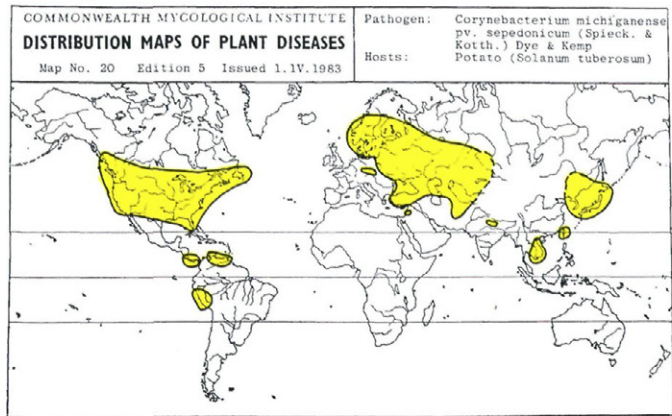 COMMONWEALTH MYCOLOGICAL INSTITUTE
DISTRIBUTION MAPS OF PLANT DISEASES
Map No. 20 Edition 5 Issued 1.IV.1983
Pathogen: Corynebacterium michiganense
pv. sepedonicum (Spieck. &
Kotth.) Dye & Kemp
Hosts: Potato (Solanum tuberosum)